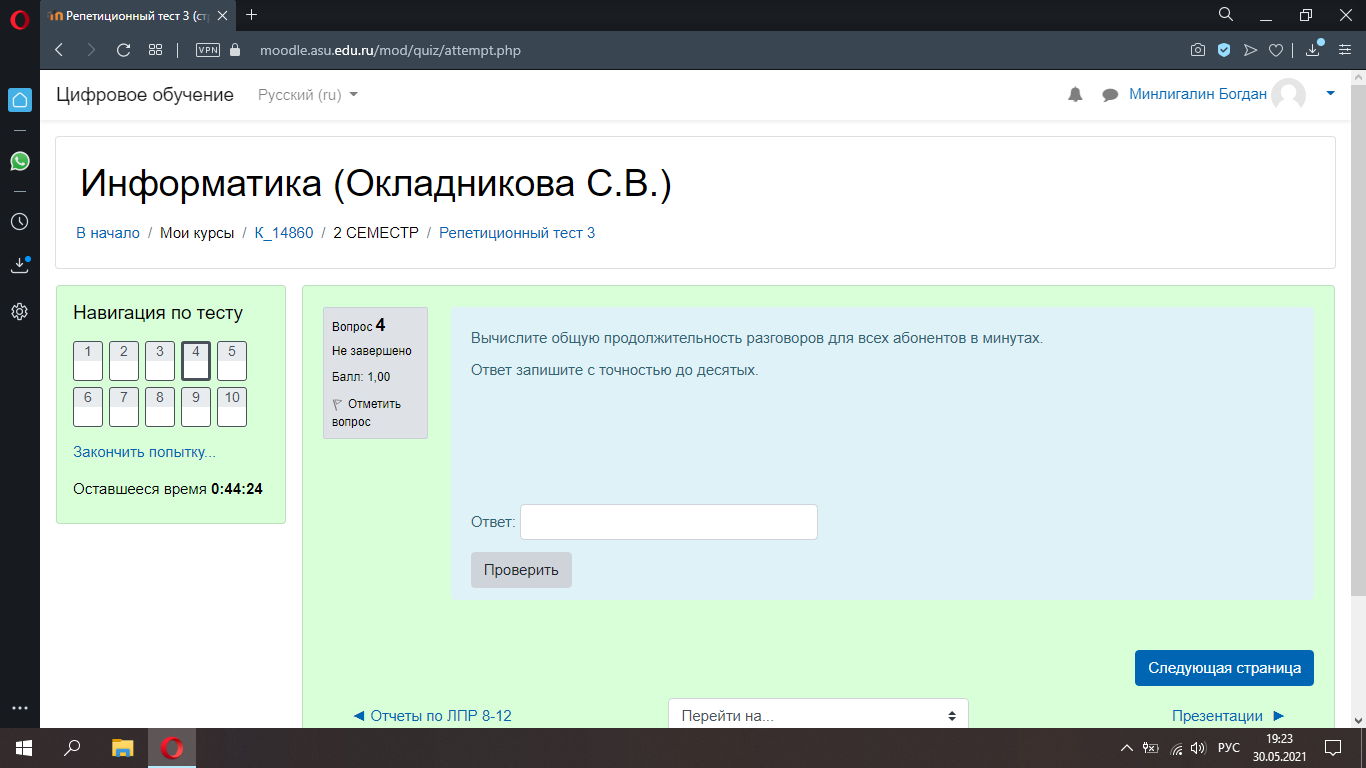 Репетиционный тест 3 (стр
VPN
moodle.asu.edu.ru/mod/quiz/attempt.php
Цифровое обучение
Русский (ru)
Минлигалин Богдан
Информатика (Окладникова С.В.)
В начало / Мои курсы / К_14860 / 2 СЕМЕСТР / Репетиционный тест 3
Навигация по тесту
1 2 3 4 5
6 7 8 9 10
Закончить попытку...
Оставшееся время 0:44:24
Вопрос 4
Не завершено
Балл: 1,00
Отметить
вопрос
Вычислите общую продолжительность разговоров для всех абонентов в минутах.
Ответ запишите с точностью до десятых.
Ответ:
Проверить
Следующая страница
◄ Отчеты по ЛПР 8-12
Перейти на...
Презентации ►
РУС
19:23
30.05.2021